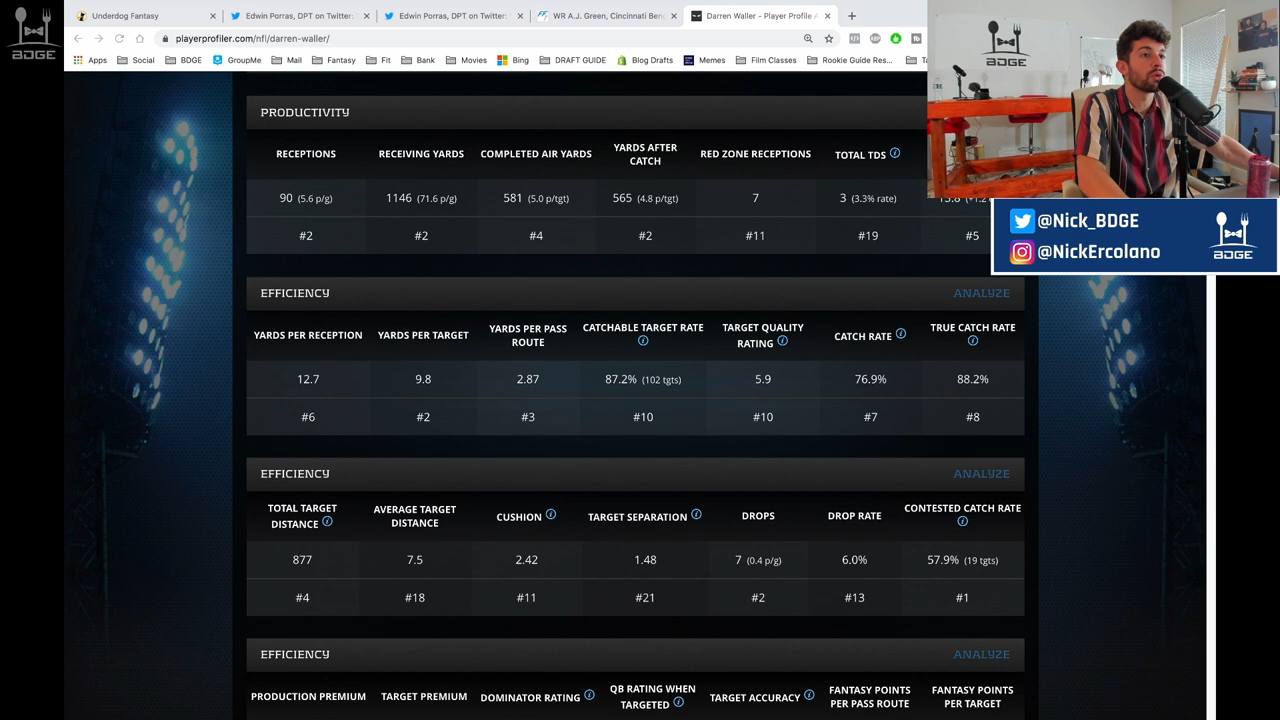 BDGE
Underdog Fantasy
Edwin Porras, DPT on Twitter:
Edwin Porras, DPT on Twitter:
WR A.J. Green, Cincinnati Ben
Darren Waller - Player Profile A
playerprofiler.com/nfl/darren-waller/
Apps
Social
BDGE
GroupMe
Mail
Fantasy
Fit
Bank
Movies
Bing
DRAFT GUIDE
Blog Drafts
Memes
Film Classes
Rookie Guide Res...
BDGE
@Nick_BDGE
@NickErcolano
BDGE
PRODUCTIVITY
RECEPTIONS RECEIVING YARDS COMPLETED AIR YARDS YARDS AFTER CATCH RED ZONE RECEPTIONS TOTAL TDS
90 (5.6 p/g) 1146 (71.6 p/g) 581 (5.0 p/tgt) 565 (4.8 p/tgt) 7 3 (3.3% rate)
#2 #2 #4 #2 #11 #19 #5
EFFICIENCY ANALYZE
YARDS PER RECEPTION YARDS PER TARGET YARDS PER PASS ROUTE CATCHABLE TARGET RATE TARGET QUALITY RATING CATCH RATE TRUE CATCH RATE
12.7 9.8 2.87 87.2% (102 tgts) 5.9 76.9% 88.2%
#6 #2 #3 #10 #10 #7 #8
EFFICIENCY ANALYZE
TOTAL TARGET DISTANCE AVERAGE TARGET DISTANCE CUSHION TARGET SEPARATION DROPS DROP RATE CONTESTED CATCH RATE
877 7.5 2.42 1.48 7 (0.4 p/g) 6.0% 57.9% (19 tgts)
#4 #18 #11 #21 #2 #13 #1
EFFICIENCY ANALYZE
PRODUCTION PREMIUM TARGET PREMIUM DOMINATOR RATING QB RATING WHEN TARGETED TARGET ACCURACY FANTASY POINTS PER PASS ROUTE FANTASY POINTS PER TARGET